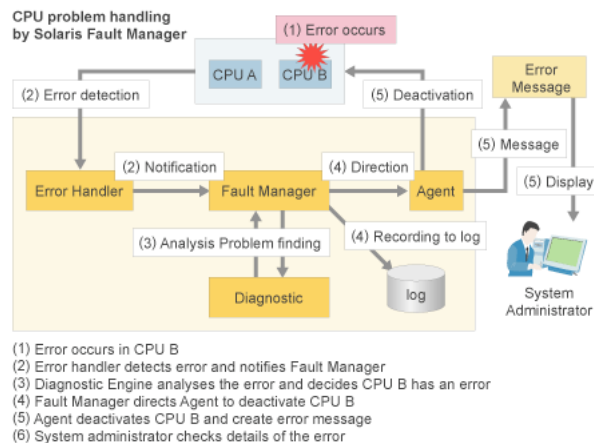 CPU problem handling
by Solaris Fault Manager
(1) Error occurs
CPU A
CPU B
Error
Message
(2) Error detection
(5) Deactivation
(5) Message
(2) Notification
(4) Direction
(5) Display
Error Handler
Fault Manager
Agent
(3) Analysis Problem finding
(4) Recording to log
Diagnostic
log
System
Administrator
(1) Error occurs in CPU B
(2) Error handler detects error and notifies Fault Manager
(3) Diagnostic Engine analyses the error and decides CPU B has an error
(4) Fault Manager directs Agent to deactivate CPU B
(5) Agent deactivates CPU B and create error message
(6) System administrator checks details of the error